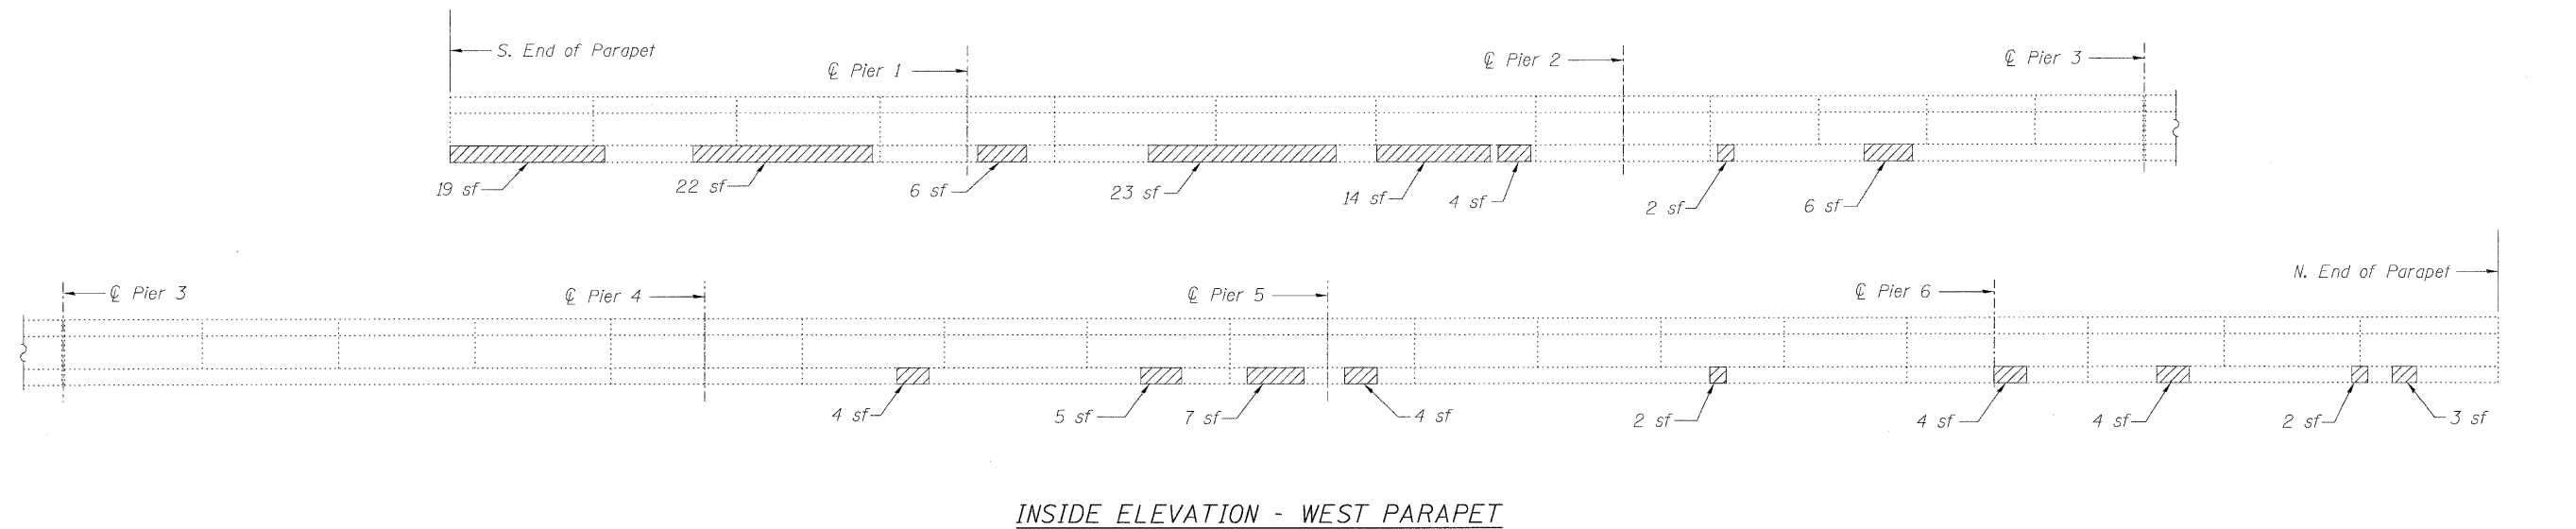 S. End of Parapet
℄ Pier 1
℄ Pier 2
℄ Pier 3
19 sf
22 sf
6 sf
23 sf
14 sf
4 sf
2 sf
6 sf
℄ Pier 3
℄ Pier 4
℄ Pier 5
℄ Pier 6
N. End of Parapet
4 sf
5 sf
7 sf
4 sf
2 sf
4 sf
4 sf
2 sf
3 sf
INSIDE ELEVATION - WEST PARAPET